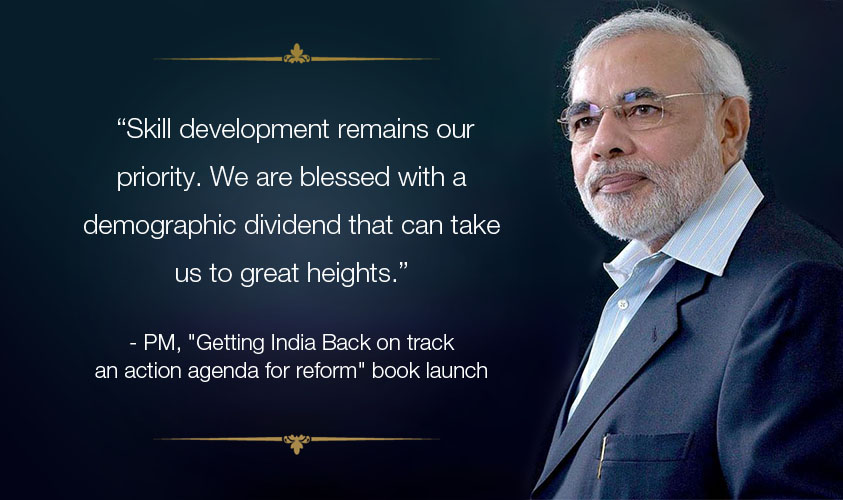 “Skill development remains our
priority. We are blessed with a
demographic dividend that can take
us to great heights.”
- PM, "Getting India Back on track
an action agenda for reform" book launch